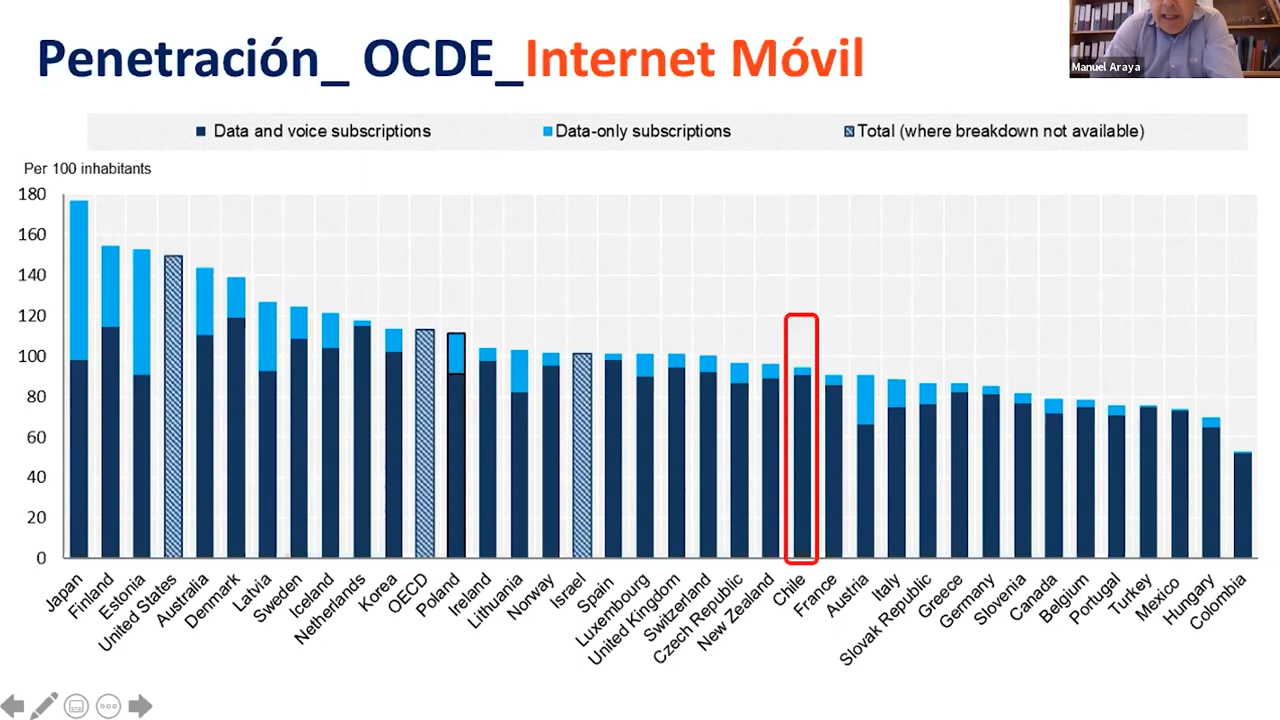 Penetración_ OCDE_Internet Móvil
Manuel Araya
Data and voice subscriptions
Data-only subscriptions
Total (where breakdown not available)
Per 100 inhabitants
180
160
140
120
100
80
60
40
20
0
Japan
Finland
Estonia
United States
Australia
Denmark
Latvia
Sweden
Iceland
Netherlands
Korea
OECD
Poland
Ireland
Lithuania
Norway
Israel
Spain
Luxembourg
United Kingdom
Switzerland
Czech Republic
New Zealand
Chile
France
Austria
Italy
Slovak Republic
Greece
Germany
Slovenia
Canada
Belgium
Portugal
Turkey
Mexico
Hungary
Colombia